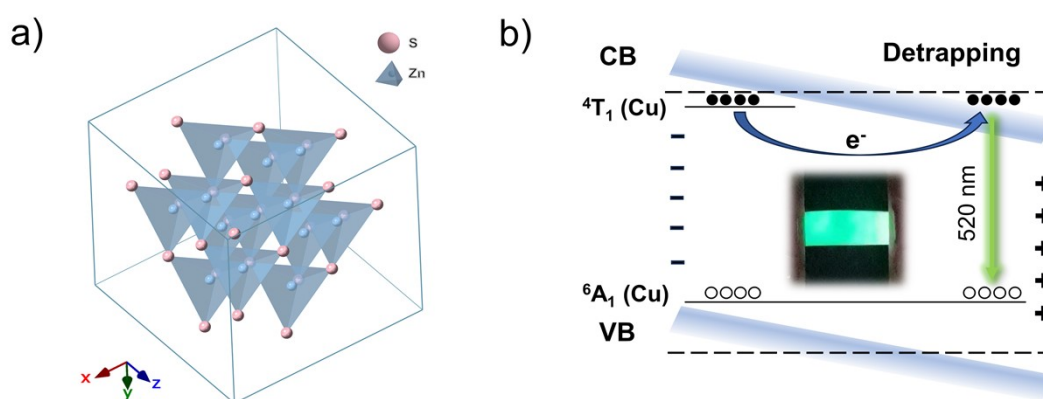 a)
S
Zn
x
y
z
b)
CB
Detrapping
⁴T₁ (Cu)
e⁻
520 nm
⁶A₁ (Cu)
VB